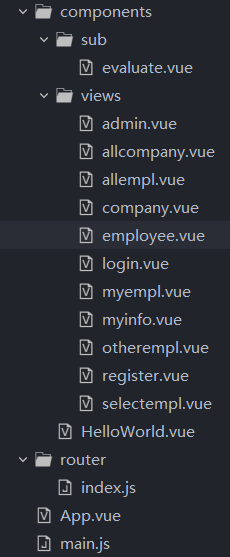 components
sub
evaluate.vue
views
admin.vue
allcompany.vue
allempl.vue
company.vue
employee.vue
login.vue
myempl.vue
myinfo.vue
otherempl.vue
register.vue
selectempl.vue
HelloWorld.vue
router
index.js
App.vue
main.js